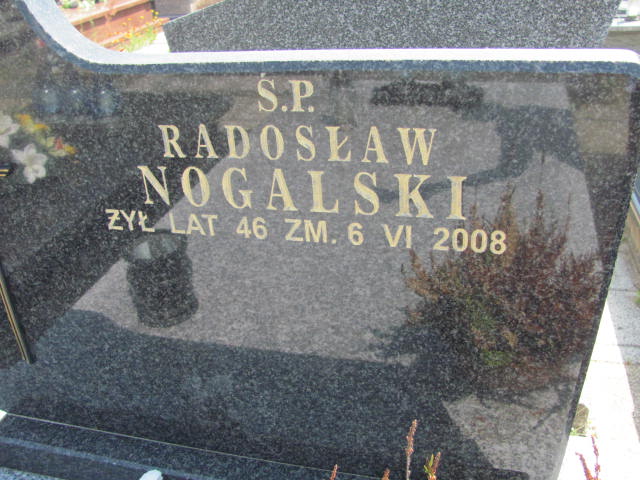 Ś.P.
RADOSŁAW
NOGALSKI
ŻYŁ LAT 46 ZM. 6 VI 2008